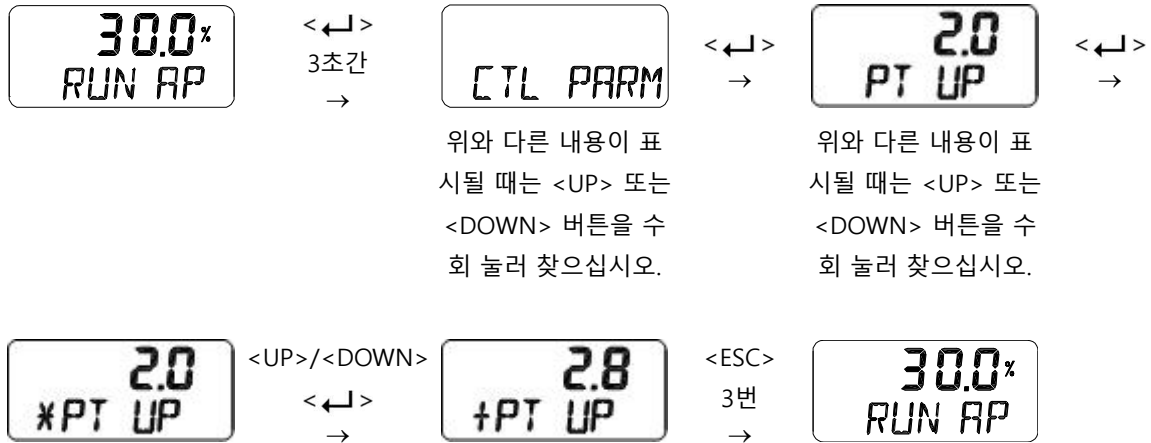 30.0%
RUN AP
<↵>
3초간
→
CTL PARM
<↵>
→
2.0
PT UP
<↵>
→
위와 다른 내용이 표
시될 때는 <UP> 또는
<DOWN> 버튼을 수
회 눌러 찾으십시오.
위와 다른 내용이 표
시될 때는 <UP> 또는
<DOWN> 버튼을 수
회 눌러 찾으십시오.
2.0
*PT UP
<UP>/<DOWN>
<↵>
→
2.8
+PT UP
<ESC>
3번
→
30.0%
RUN AP